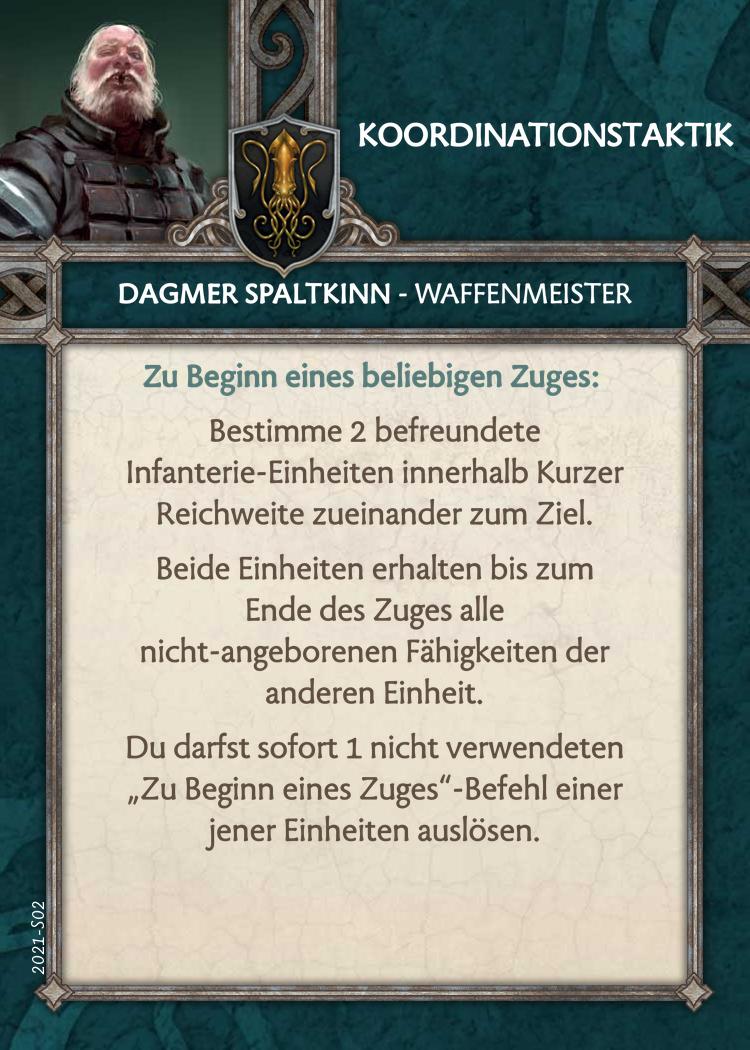 KOORDINATIONSTAKTIK
DAGMER SPALTKINN - WAFFENMEISTER
Zu Beginn eines beliebigen Zuges:
Bestimme 2 befreundete
Infanterie-Einheiten innerhalb Kurzer
Reichweite zueinander zum Ziel.
Beide Einheiten erhalten bis zum
Ende des Zuges alle
nicht-angeborenen Fähigkeiten der
anderen Einheit.
Du darfst sofort 1 nicht verwendeten
„Zu Beginn eines Zuges“-Befehl einer
jener Einheiten auslösen.
2021-S02